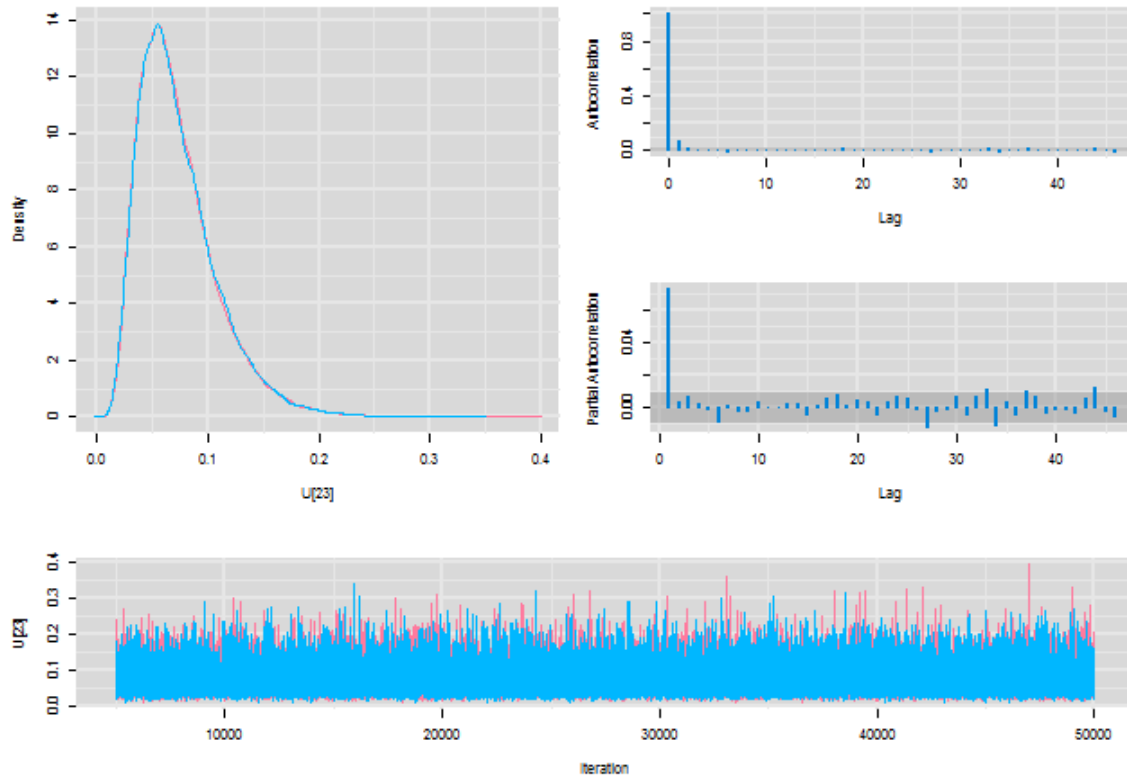 14
12
10
8
6
4
2
0
Density
0.0 0.1 0.2 0.3 0.4
U[23]
0.8
0.4
0.0
Autocorrelation
0 10 20 30 40
Lag
0.04
0.00
Partial Autocorrelation
0 10 20 30 40
Lag
0.4
0.3
0.2
0.1
0.0
U[23]
10000 20000 30000 40000 50000
Iteration